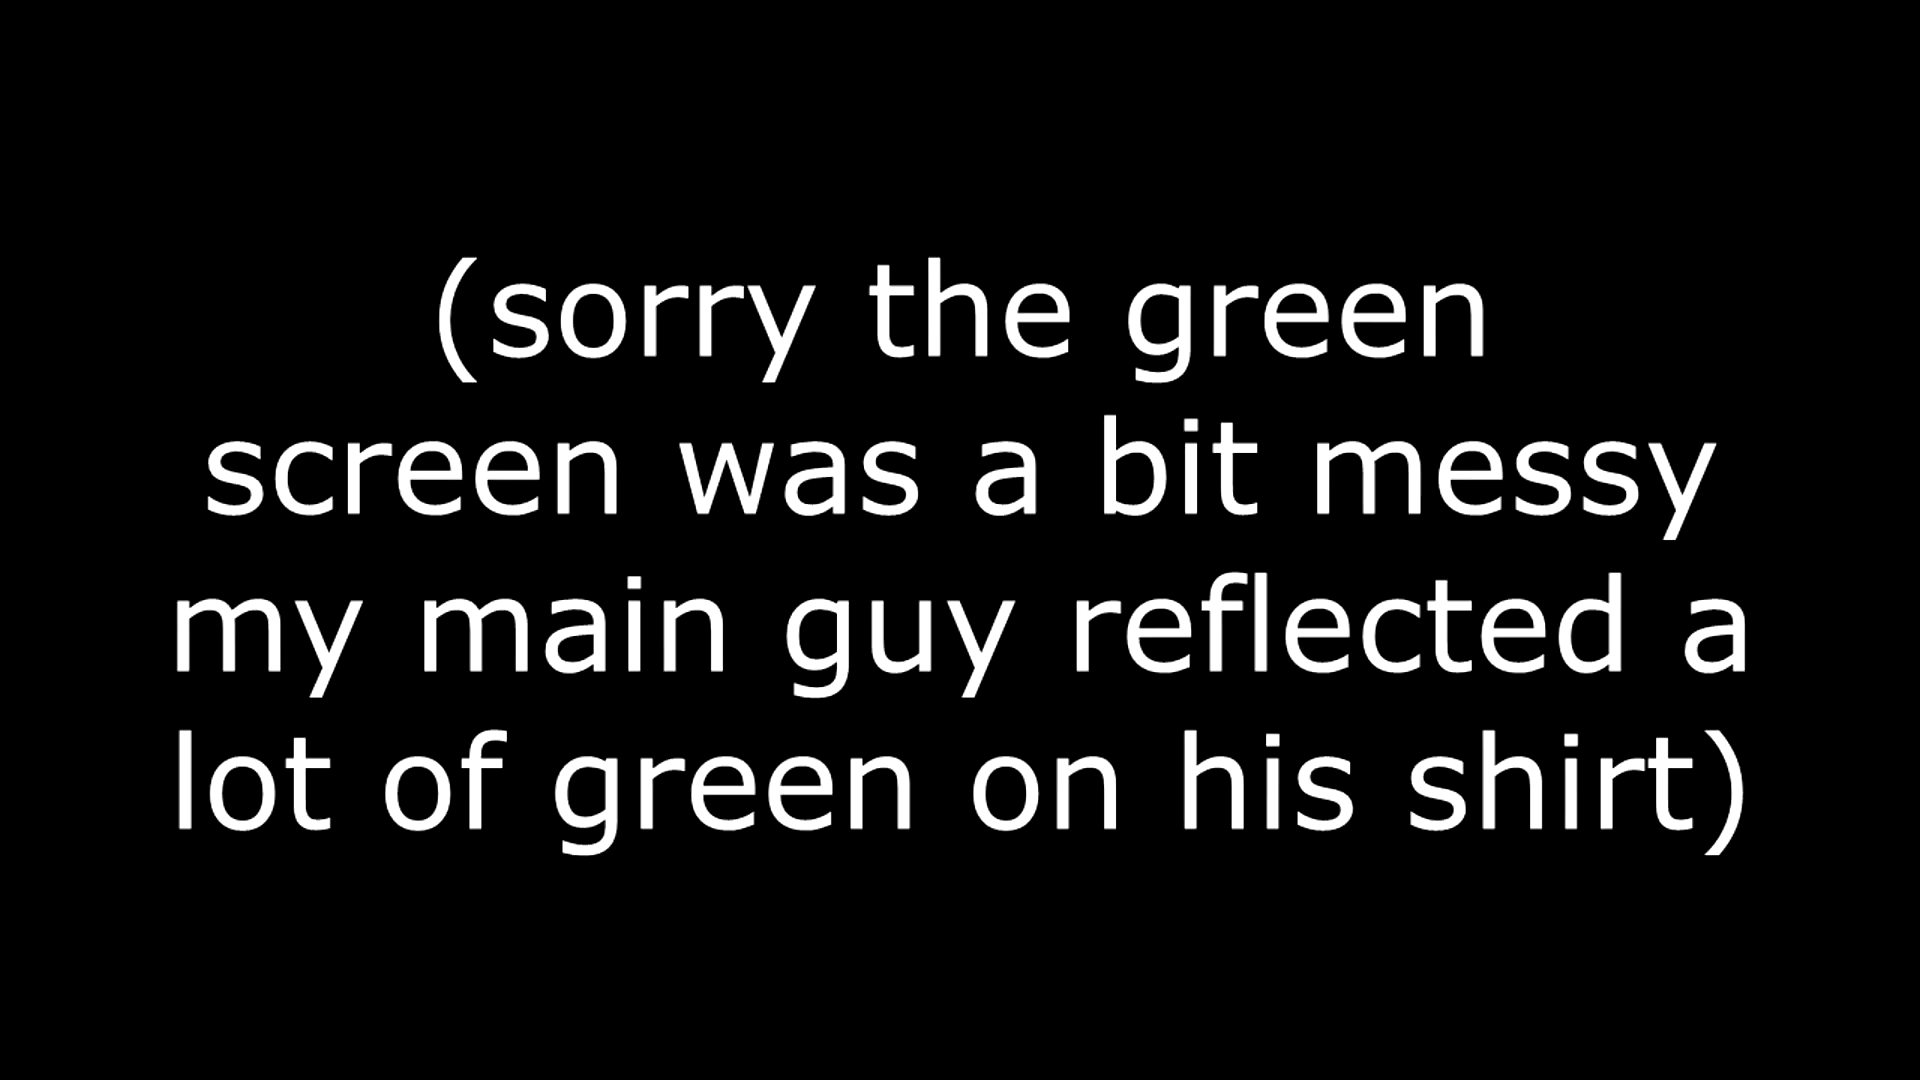 (sorry the green
screen was a bit messy
my main guy reflected a
lot of green on his shirt)